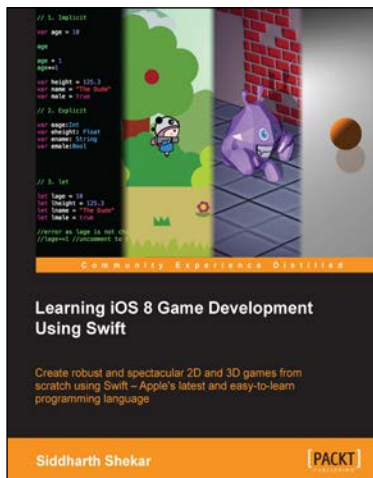 // 1. Implicit
var age = 10
age
age + 1
age+=1
var height = 125.3
var name = "The Dude"
var male = true
// 2. Explicit
var eage:Int
var eheight: Float
var ename: String
var emale:Bool
// 3. let
let lage = 10
let lheight = 125.3
let lname = "The Dude"
let lmale = true
//error as lage is not ch
//lage+=1 //uncomment to
Community Experience Distilled
Learning iOS 8 Game Development
Using Swift
Create robust and spectacular 2D and 3D games from
scratch using Swift – Apple's latest and easy-to-learn
programming language
Siddharth Shekar
[PACKT]
PUBLISHING